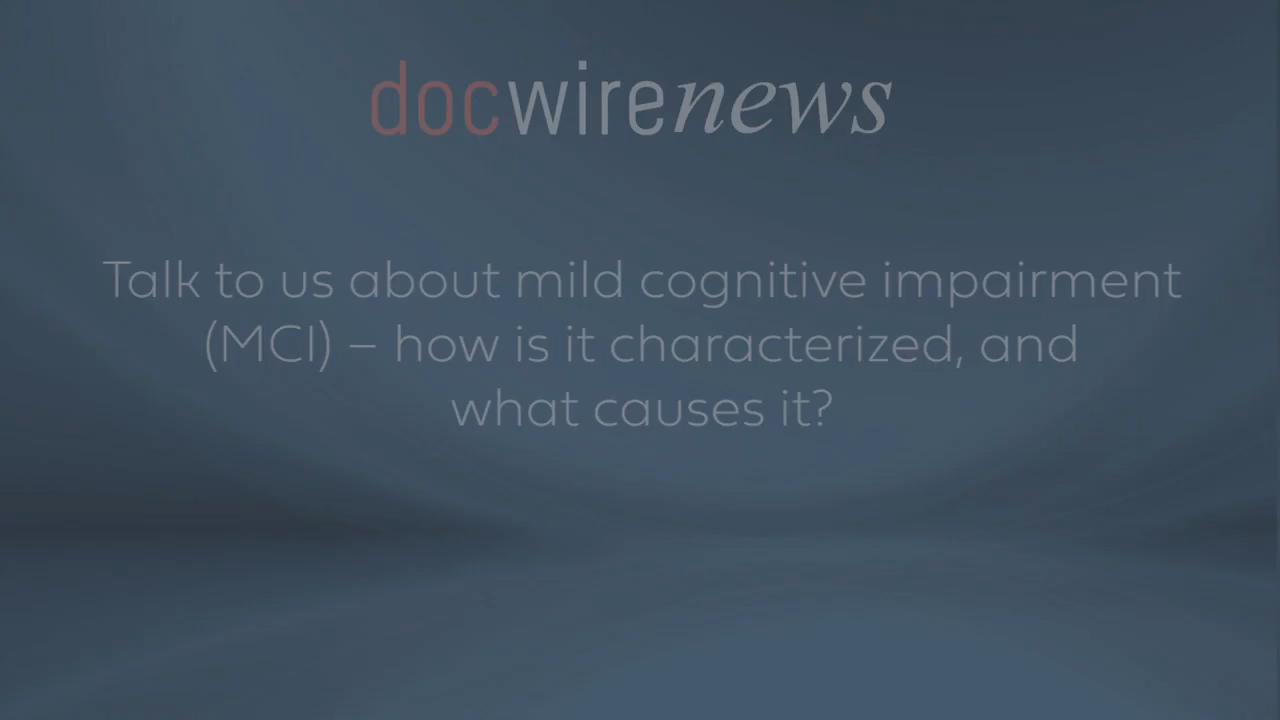 docwirenews
Talk to us about mild cognitive impairment
(MCI) – how is it characterized, and
what causes it?